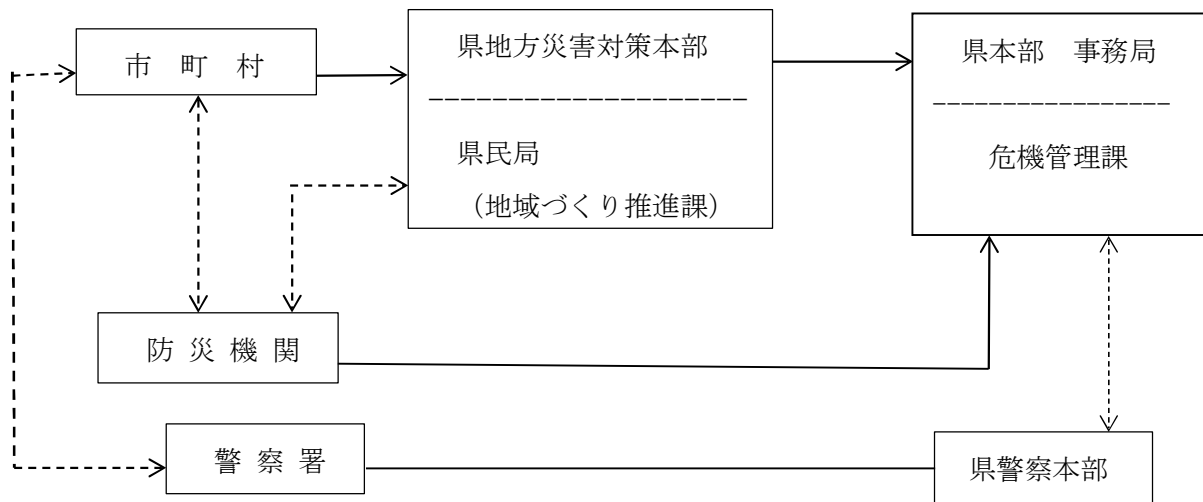 市　町　村
県地方災害対策本部
県民局
（地域づくり推進課）
県本部　事務局
危機管理課
防 災 機 関
警 察 署
県警察本部